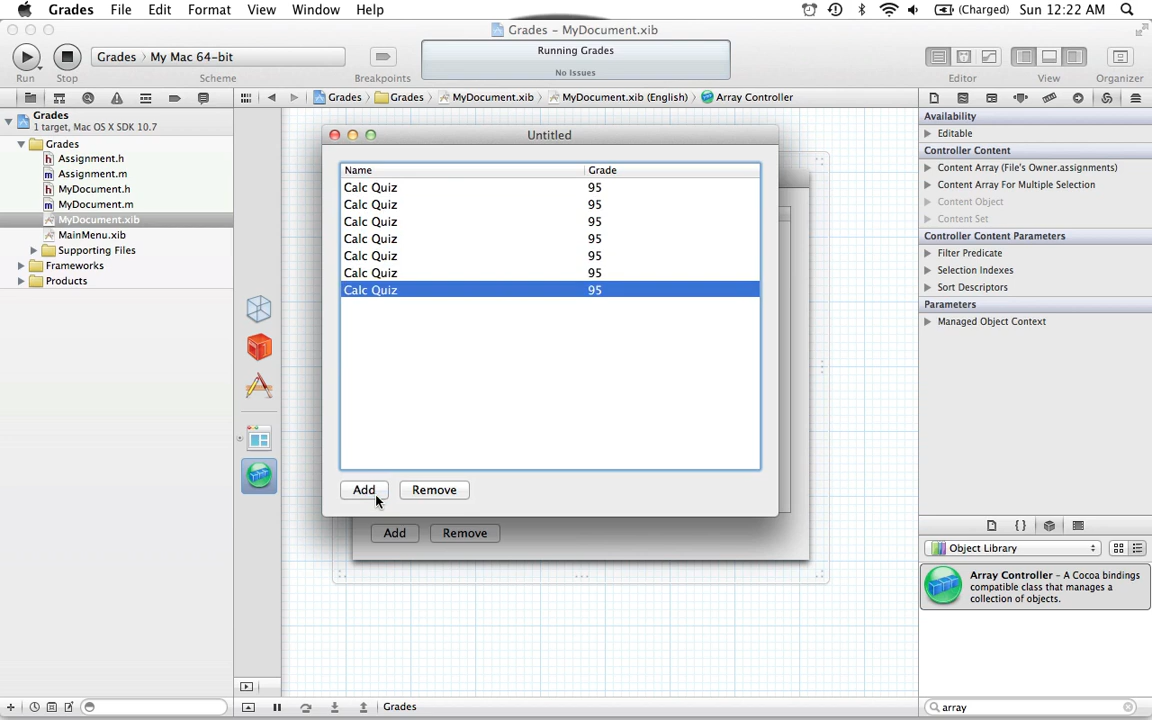 Grades File Edit Format View Window Help (Charged) Sun 12:22 AM
Grades – MyDocument.xib
Grades › My Mac 64-bit
Running Grades
No Issues
Run Stop Scheme Breakpoints Editor View Organizer
Grades Grades MyDocument.xib MyDocument.xib (English) Array Controller
Grades
1 target, Mac OS X SDK 10.7
Grades
h Assignment.h
m Assignment.m
h MyDocument.h
m MyDocument.m
MyDocument.xib
MainMenu.xib
Supporting Files
Frameworks
Products
Untitled
Name Grade
Calc Quiz 95
Calc Quiz 95
Calc Quiz 95
Calc Quiz 95
Calc Quiz 95
Calc Quiz 95
Calc Quiz 95
Add Remove
Add Remove
Availability
Editable
Controller Content
Content Array (File's Owner.assignments)
Content Array For Multiple Selection
Content Object
Content Set
Controller Content Parameters
Filter Predicate
Selection Indexes
Sort Descriptors
Parameters
Managed Object Context
Object Library
Array Controller – A Cocoa bindings
compatible class that manages a
collection of objects.
Grades
array